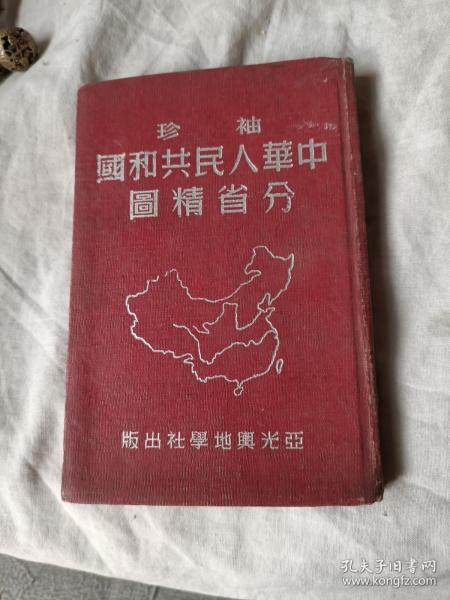 袖珍
中華人民共和國
分省精圖
亞光輿地學社出版
孔夫子旧书网
www.kongfz.com